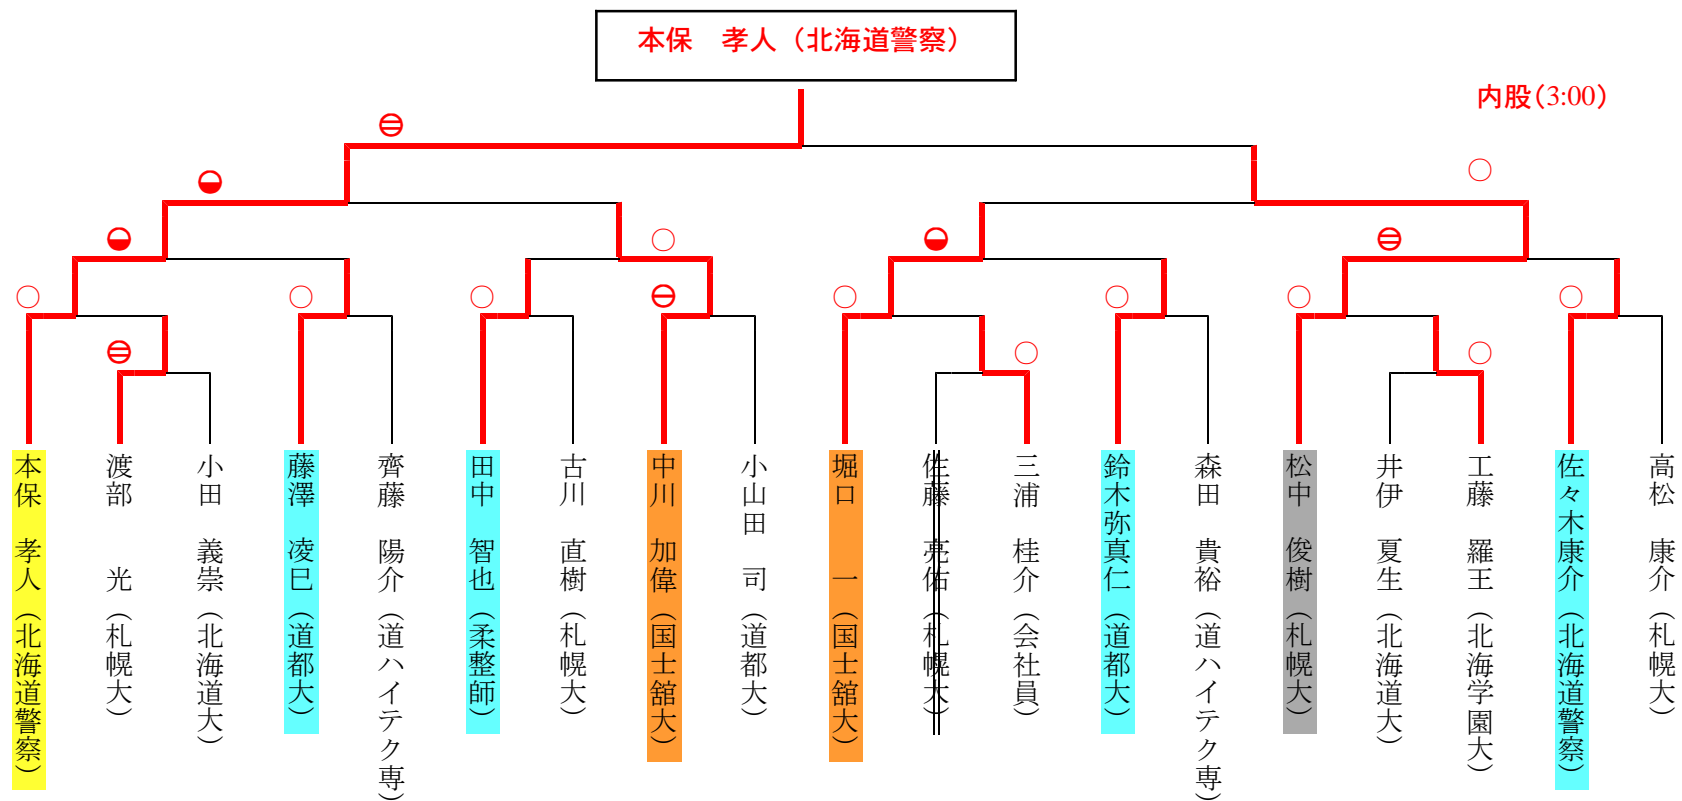 本保　孝人（北海道警察）
内股（3:00）
本保　孝人（北海道警察）
渡部　　光（札幌大）
小田　義崇（北海道大）
藤澤　凌巳（道都大）
齊藤　陽介（道ハイテク専）
田中　智也（柔整師）
古川　直樹（札幌大）
中川　加偉（国士舘大）
小山田　司（道都大）
堀口　　一（国士舘大）
佐藤　亮佑（札幌大）
三浦　桂介（会社員）
鈴木弥真仁（道都大）
森田　貴裕（道ハイテク専）
松中　俊樹（札幌大）
井伊　夏生（北海道大）
工藤　羅王（北海学園大）
佐々木康介（北海道警察）
高松　康介（札幌大）